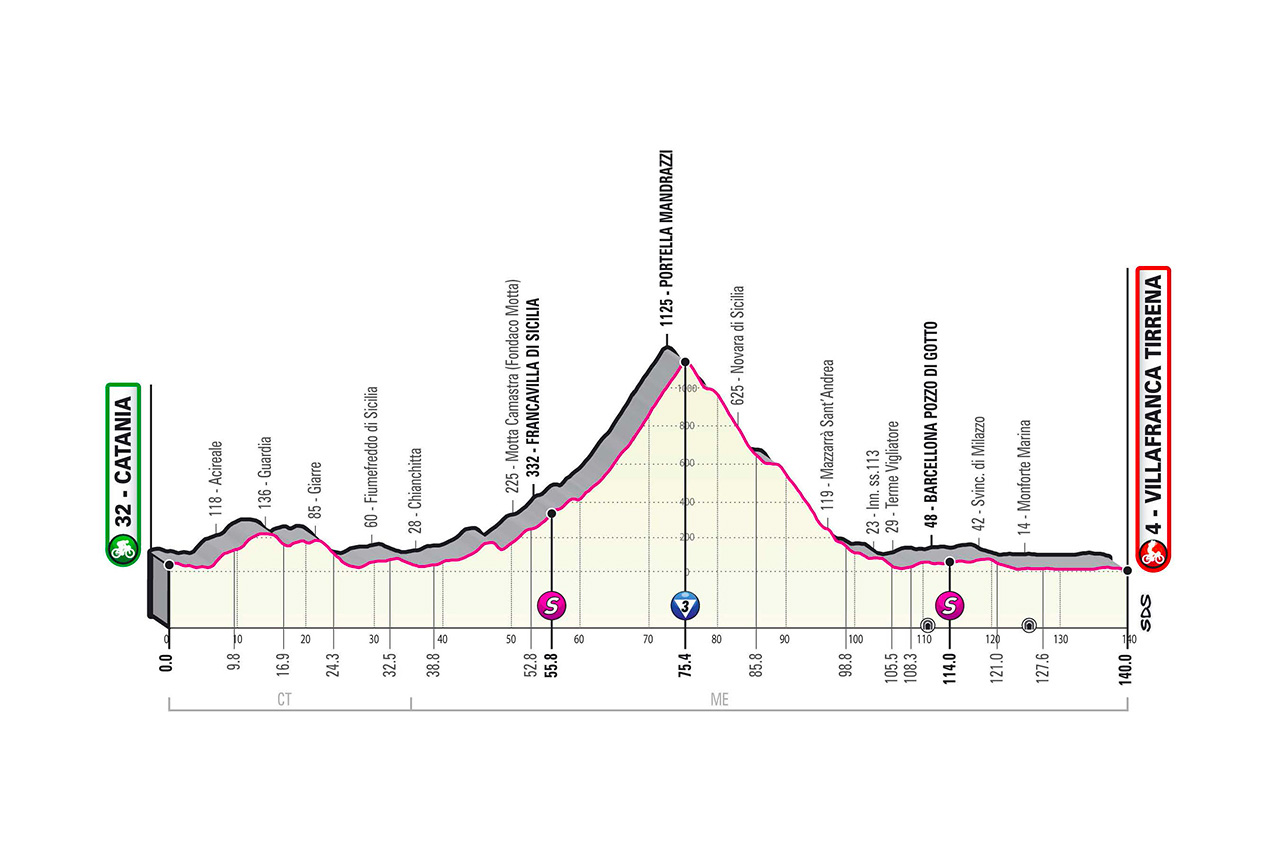 32 - CATANIA
118 - Acireale
136 - Guardia
85 - Giarre
60 - Fiumefreddo di Sicilia
28 - Chianchitta
225 - Motta Camastra (Fondaco Motta)
332 - FRANCAVILLA DI SICILIA
1125 - PORTELLA MANDRAZZI
625 - Novara di Sicilia
119 - Mazzarrà Sant'Andrea
23 - Inn. ss.113
29 - Terme Vigliatore
48 - BARCELLONA POZZO DI GOTTO
42 - Svinc. di Milazzo
14 - Monforte Marina
4 - VILLAFRANCA TIRRENA
1000
800
600
400
200
0
S
3
S
SDS
0 10 20 30 40 50 60 70 80 90 100 110 120 130 140
0.0 9.9 16.9 24.3 32.5 38.8 52.8 55.8 75.4 85.8 98.8 105.5 108.3 114.0 121.0 127.6 140.0
CT ME